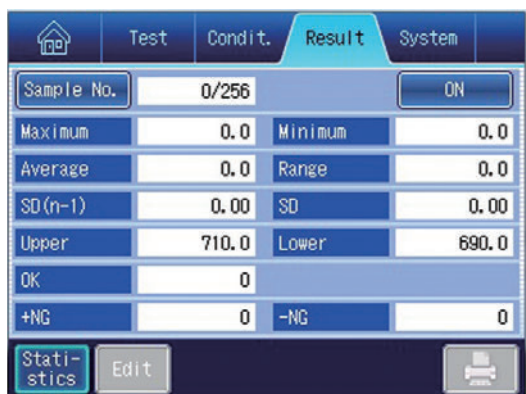 Test Condit. Result System
Sample No. 0/256 ON
Maximum 0.0 Minimum 0.0
Average 0.0 Range 0.0
SD(n-1) 0.00 SD 0.00
Upper 710.0 Lower 690.0
OK 0
+NG 0 -NG 0
Stati-
stics
Edit